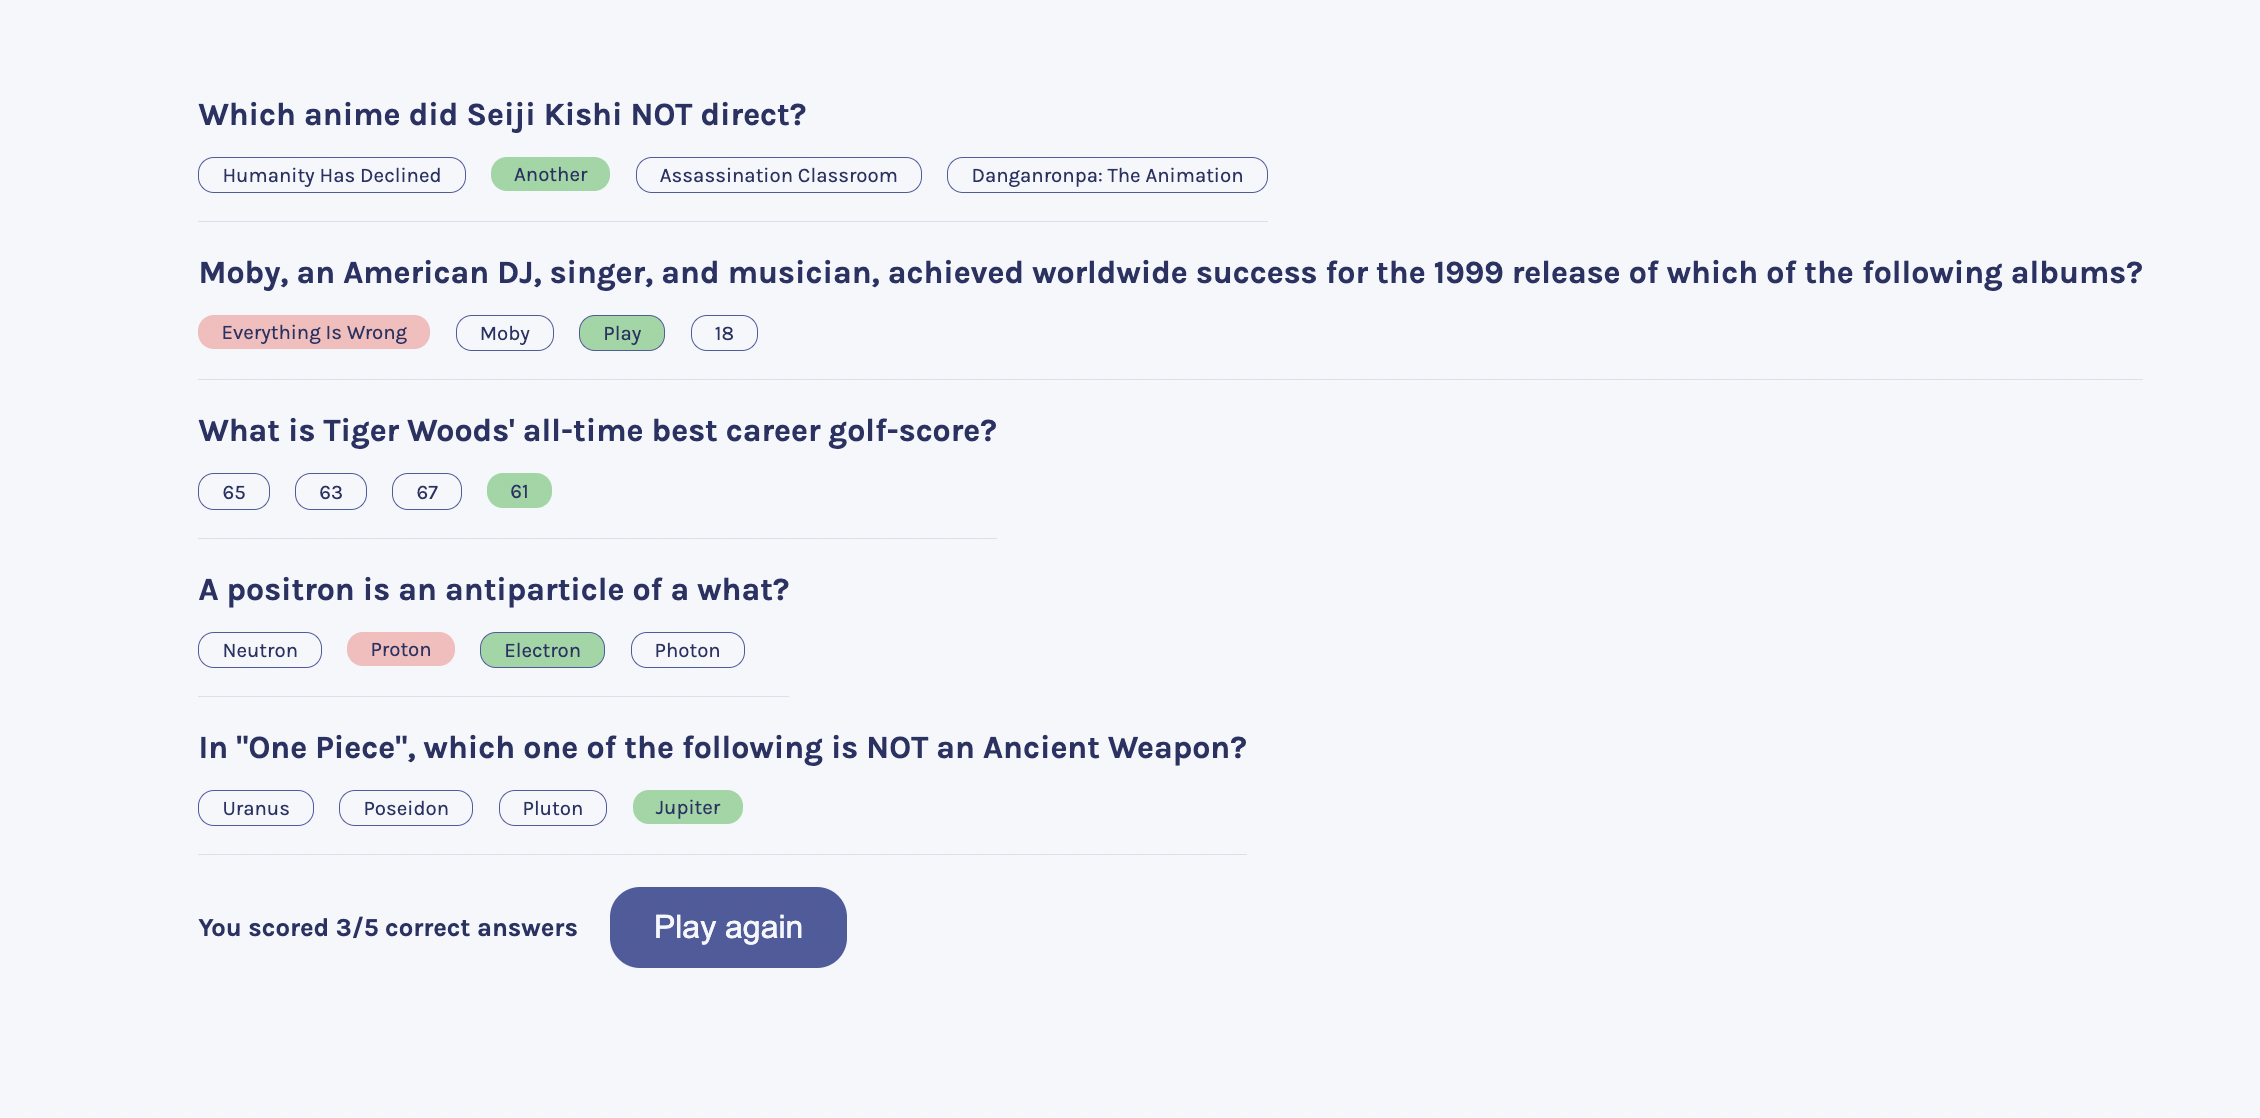 Which anime did Seiji Kishi NOT direct?
Humanity Has Declined Another Assassination Classroom Danganronpa: The Animation
Moby, an American DJ, singer, and musician, achieved worldwide success for the 1999 release of which of the following albums?
Everything Is Wrong Moby Play 18
What is Tiger Woods' all-time best career golf-score?
65 63 67 61
A positron is an antiparticle of a what?
Neutron Proton Electron Photon
In "One Piece", which one of the following is NOT an Ancient Weapon?
Uranus Poseidon Pluton Jupiter
You scored 3/5 correct answers Play again